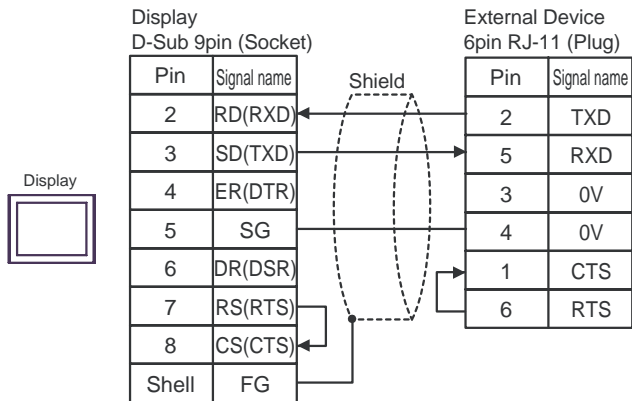 Display
D-Sub 9pin (Socket)
External Device
6pin RJ-11 (Plug)
Pin Signal name
Shield
Pin Signal name
2 RD(RXD)
2 TXD
3 SD(TXD)
5 RXD
Display
4 ER(DTR)
3 0V
5 SG
4 0V
6 DR(DSR)
1 CTS
7 RS(RTS)
6 RTS
8 CS(CTS)
Shell FG